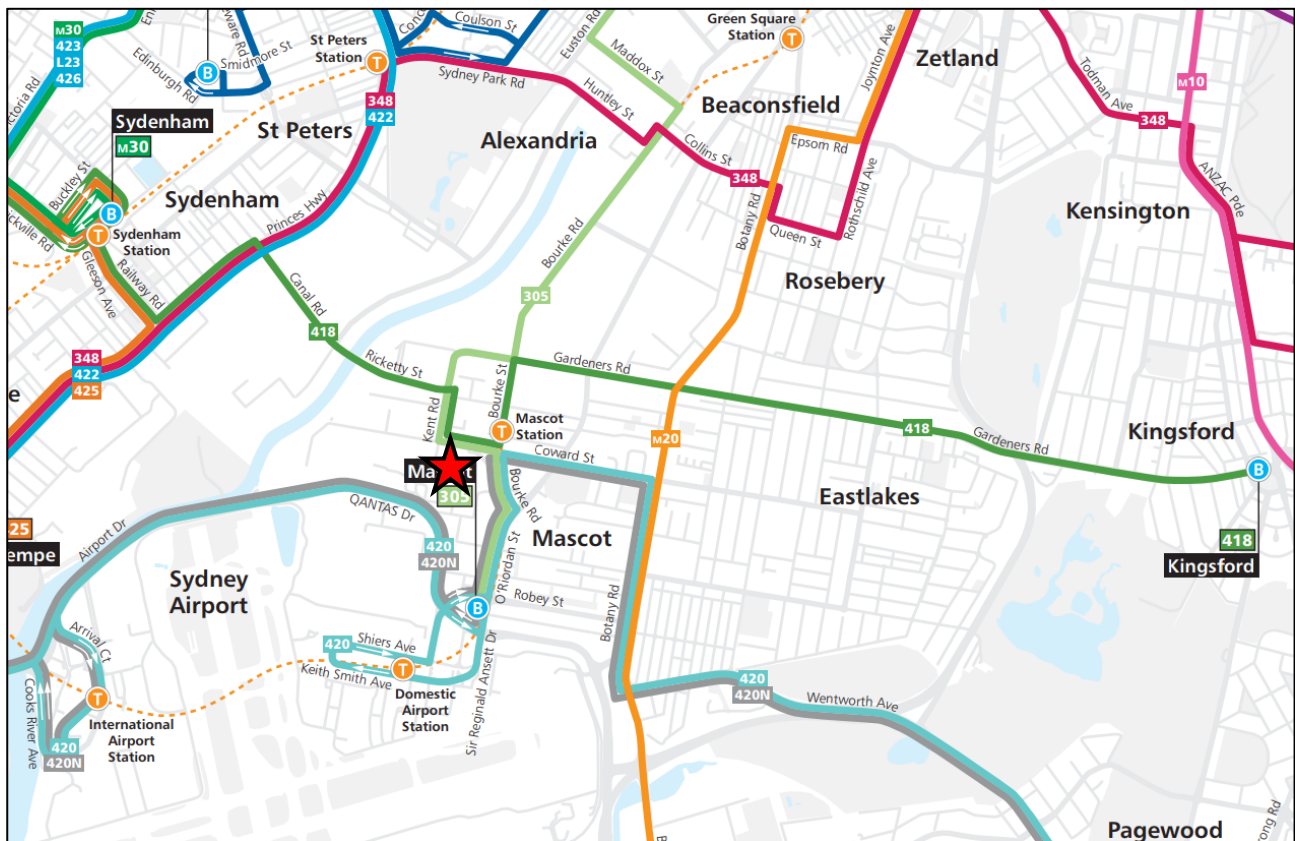 M30
423
L23
426
Edinburgh Rd
Smidmore St
B
St Peters
Station
T
Coulson St
Euston Rd
Maddox St
Green Square
Station
T
Joynton Ave
Zetland
Todman Ave
M10
348
Sydney Park Rd
Huntley St
Beaconsfield
Epsom Rd
Sydenham
M30
St Peters
348
422
Alexandria
Collins St
348
Botany Rd
Rothschild Ave
Queen St
ANZAC Pde
Kensington
Buckley St
B
T
Sydenham
Station
Sydenham
Princes Hwy
Gleeson Ave
Railway Rd
Bourke Rd
Rosebery
Canal Rd
418
305
348
422
425
Ricketty St
Gardeners Rd
Kent Rd
Bourke St
T
Mascot
Station
M20
418
Gardeners Rd
Kingsford
B
Coward St
305
Bourke Rd
Eastlakes
QANTAS Dr
Airport Dr
Mascot
418
Kingsford
420
420N
O'Riordan St
Sydney
Airport
B
Robey St
Botany Rd
Arrival Ct
420
Shiers Ave
Keith Smith Ave
T
Domestic
Airport
Station
Sir Reginald Ansett Dr
420
420N
Wentworth Ave
Cooks River Ave
T
International
Airport
Station
420
420N
Pagewood